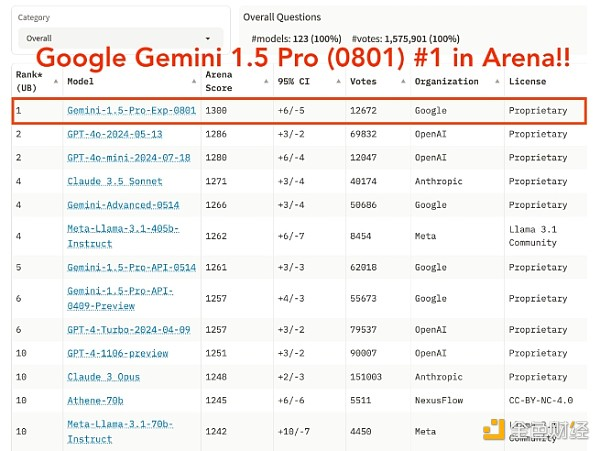 Category
Overall
Overall Questions
#models: 123 (100%) #votes: 1,575,901 (100%)
Google Gemini 1.5 Pro (0801) #1 in Arena!!
Rank* (UB) Model Arena Score 95% CI Votes Organization License
1 Gemini-1.5-Pro-Exp-0801 1300 +6/-5 12672 Google Proprietary
2 GPT-4o-2024-05-13 1286 +3/-2 69832 OpenAI Proprietary
2 GPT-4o-mini-2024-07-18 1280 +6/-4 12047 OpenAI Proprietary
4 Claude 3.5 Sonnet 1271 +3/-4 40174 Anthropic Proprietary
4 Gemini-Advanced-0514 1266 +3/-4 50686 Google Proprietary
4 Meta-Llama-3.1-405b-Instruct 1262 +6/-7 8454 Meta Llama 3.1 Community
5 Gemini-1.5-Pro-API-0514 1261 +3/-3 62018 Google Proprietary
6 Gemini-1.5-Pro-API-0409-Preview 1257 +4/-3 55673 Google Proprietary
6 GPT-4-Turbo-2024-04-09 1257 +3/-2 79537 OpenAI Proprietary
10 GPT-4-1106-preview 1251 +3/-2 90007 OpenAI Proprietary
10 Claude 3 Opus 1248 +2/-3 151003 Anthropic Proprietary
10 Athene-70b 1245 +6/-6 5511 NexusFlow CC-BY-NC-4.0
10 Meta-Llama-3.1-70b-Instruct 1242 +10/-7 4450 Meta Llama 3.1 Community
金色财经